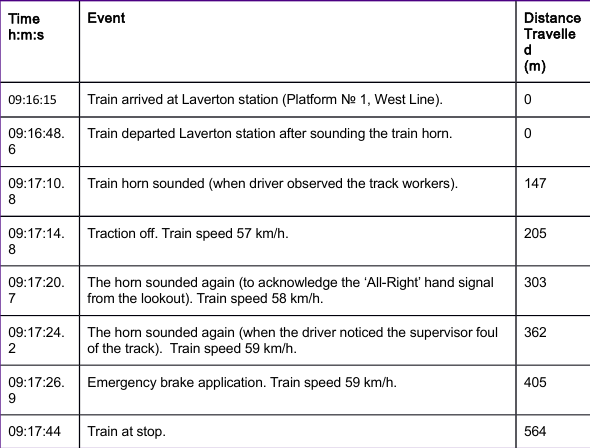 Time
h:m:s
Event
Distance
Travelle
d
(m)
09:16:15
Train arrived at Laverton station (Platform № 1, West Line).
0
09:16:48.
6
Train departed Laverton station after sounding the train horn.
0
09:17:10.
8
Train horn sounded (when driver observed the track workers).
147
09:17:14.
8
Traction off. Train speed 57 km/h.
205
09:17:20.
7
The horn sounded again (to acknowledge the ‘All-Right’ hand signal
from the lookout). Train speed 58 km/h.
303
09:17:24.
2
The horn sounded again (when the driver noticed the supervisor foul
of the track).  Train speed 59 km/h.
362
09:17:26.
9
Emergency brake application. Train speed 59 km/h.
405
09:17:44
Train at stop.
564